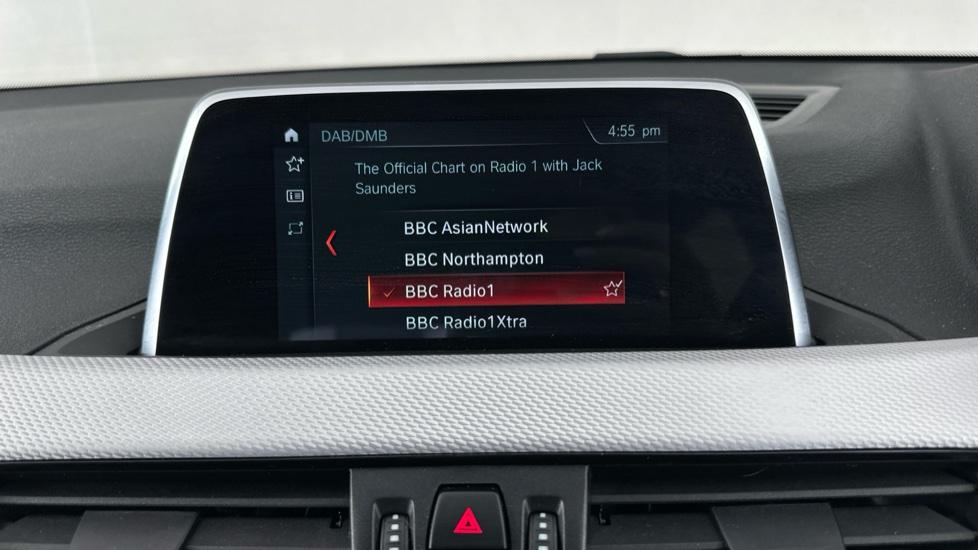 DAB/DMB
4:55 pm
The Official Chart on Radio 1 with Jack
Saunders
BBC AsianNetwork
BBC Northampton
BBC Radio1
BBC Radio1Xtra